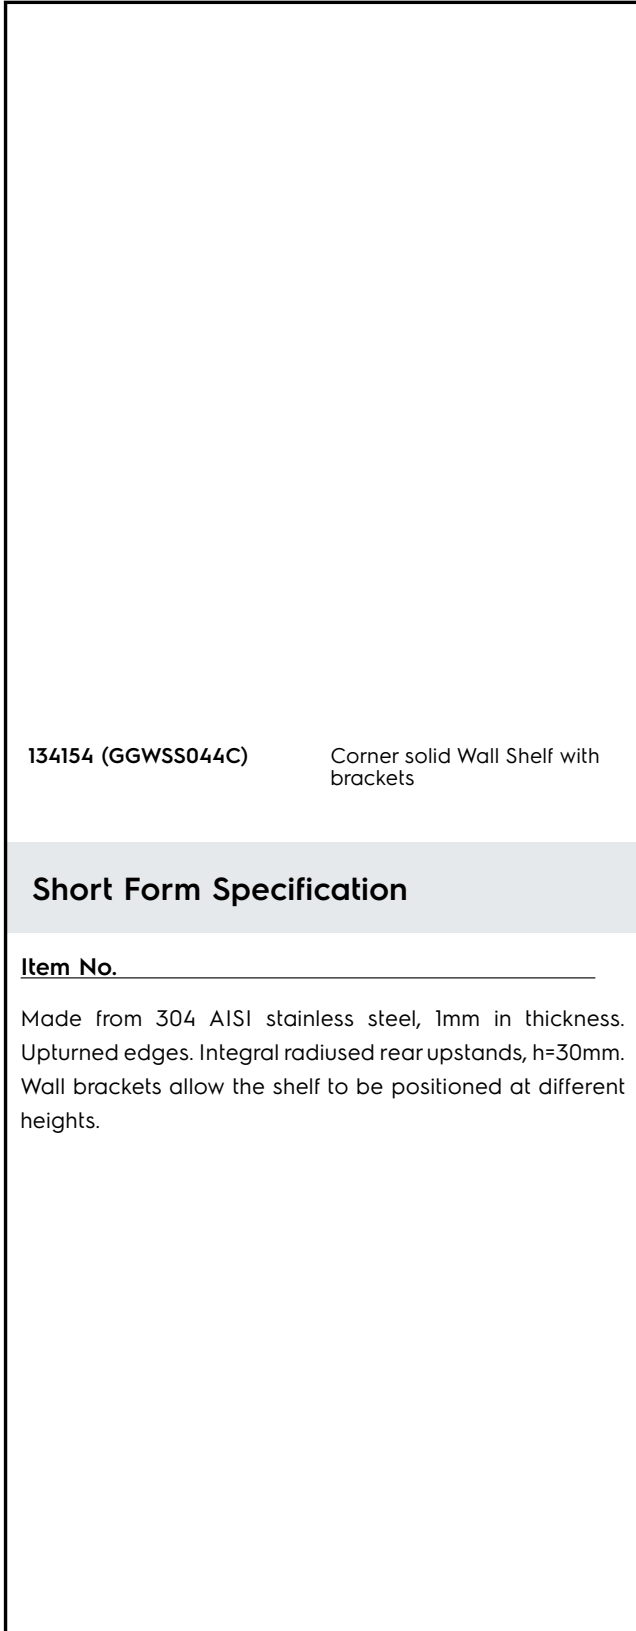 134154 (GGWSS044C)
Corner solid Wall Shelf with
brackets
Short Form Specification
Item No.
Made from 304 AISI stainless steel, 1mm in thickness.
Upturned edges. Integral radiused rear upstands, h=30mm.
Wall brackets allow the shelf to be positioned at different
heights.